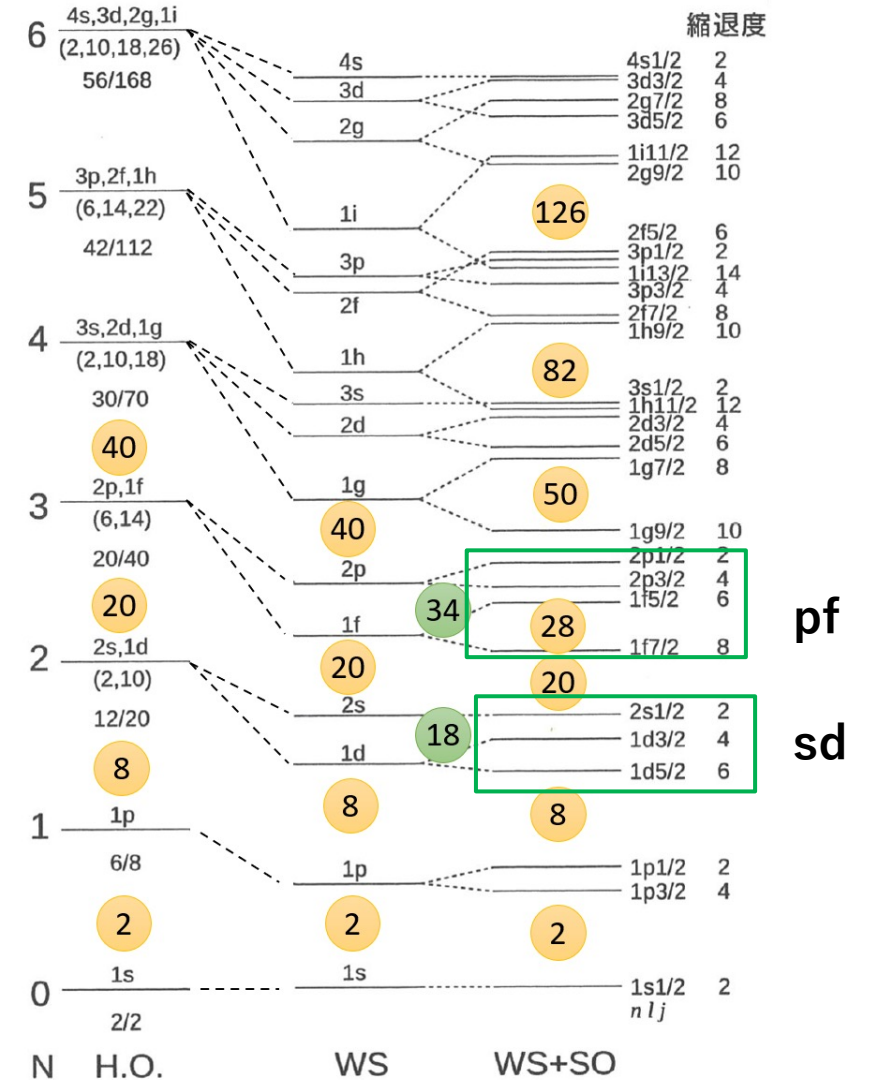 縮退度
6
4s,3d,2g,1i
(2,10,18,26)
56/168
5
3p,2f,1h
(6,14,22)
42/112
4
3s,2d,1g
(2,10,18)
30/70
40
3
2p,1f
(6,14)
20/40
20
2
2s,1d
(2,10)
12/20
8
1
1p
6/8
2
0
1s
2/2
N H.O.
4s
3d
2g
1i
3p
2f
1h
3s
2d
1g
40
2p
34
1f
20
2s
18
1d
8
1p
2
1s
WS
4s1/2 2
3d3/2 4
2g7/2 8
3d5/2 6
1i11/2 12
2g9/2 10
126
2f5/2 6
3p1/2 2
1i13/2 14
3p3/2 4
2f7/2 8
1h9/2 10
82
3s1/2 2
1h11/2 12
2d3/2 4
2d5/2 6
1g7/2 8
50
1g9/2 10
2p1/2 2
2p3/2 4
1f5/2 6
28
1f7/2 8
pf
20
2s1/2 2
1d3/2 4
1d5/2 6
sd
8
1p1/2 2
1p3/2 4
2
1s1/2 2
n l j
WS+SO